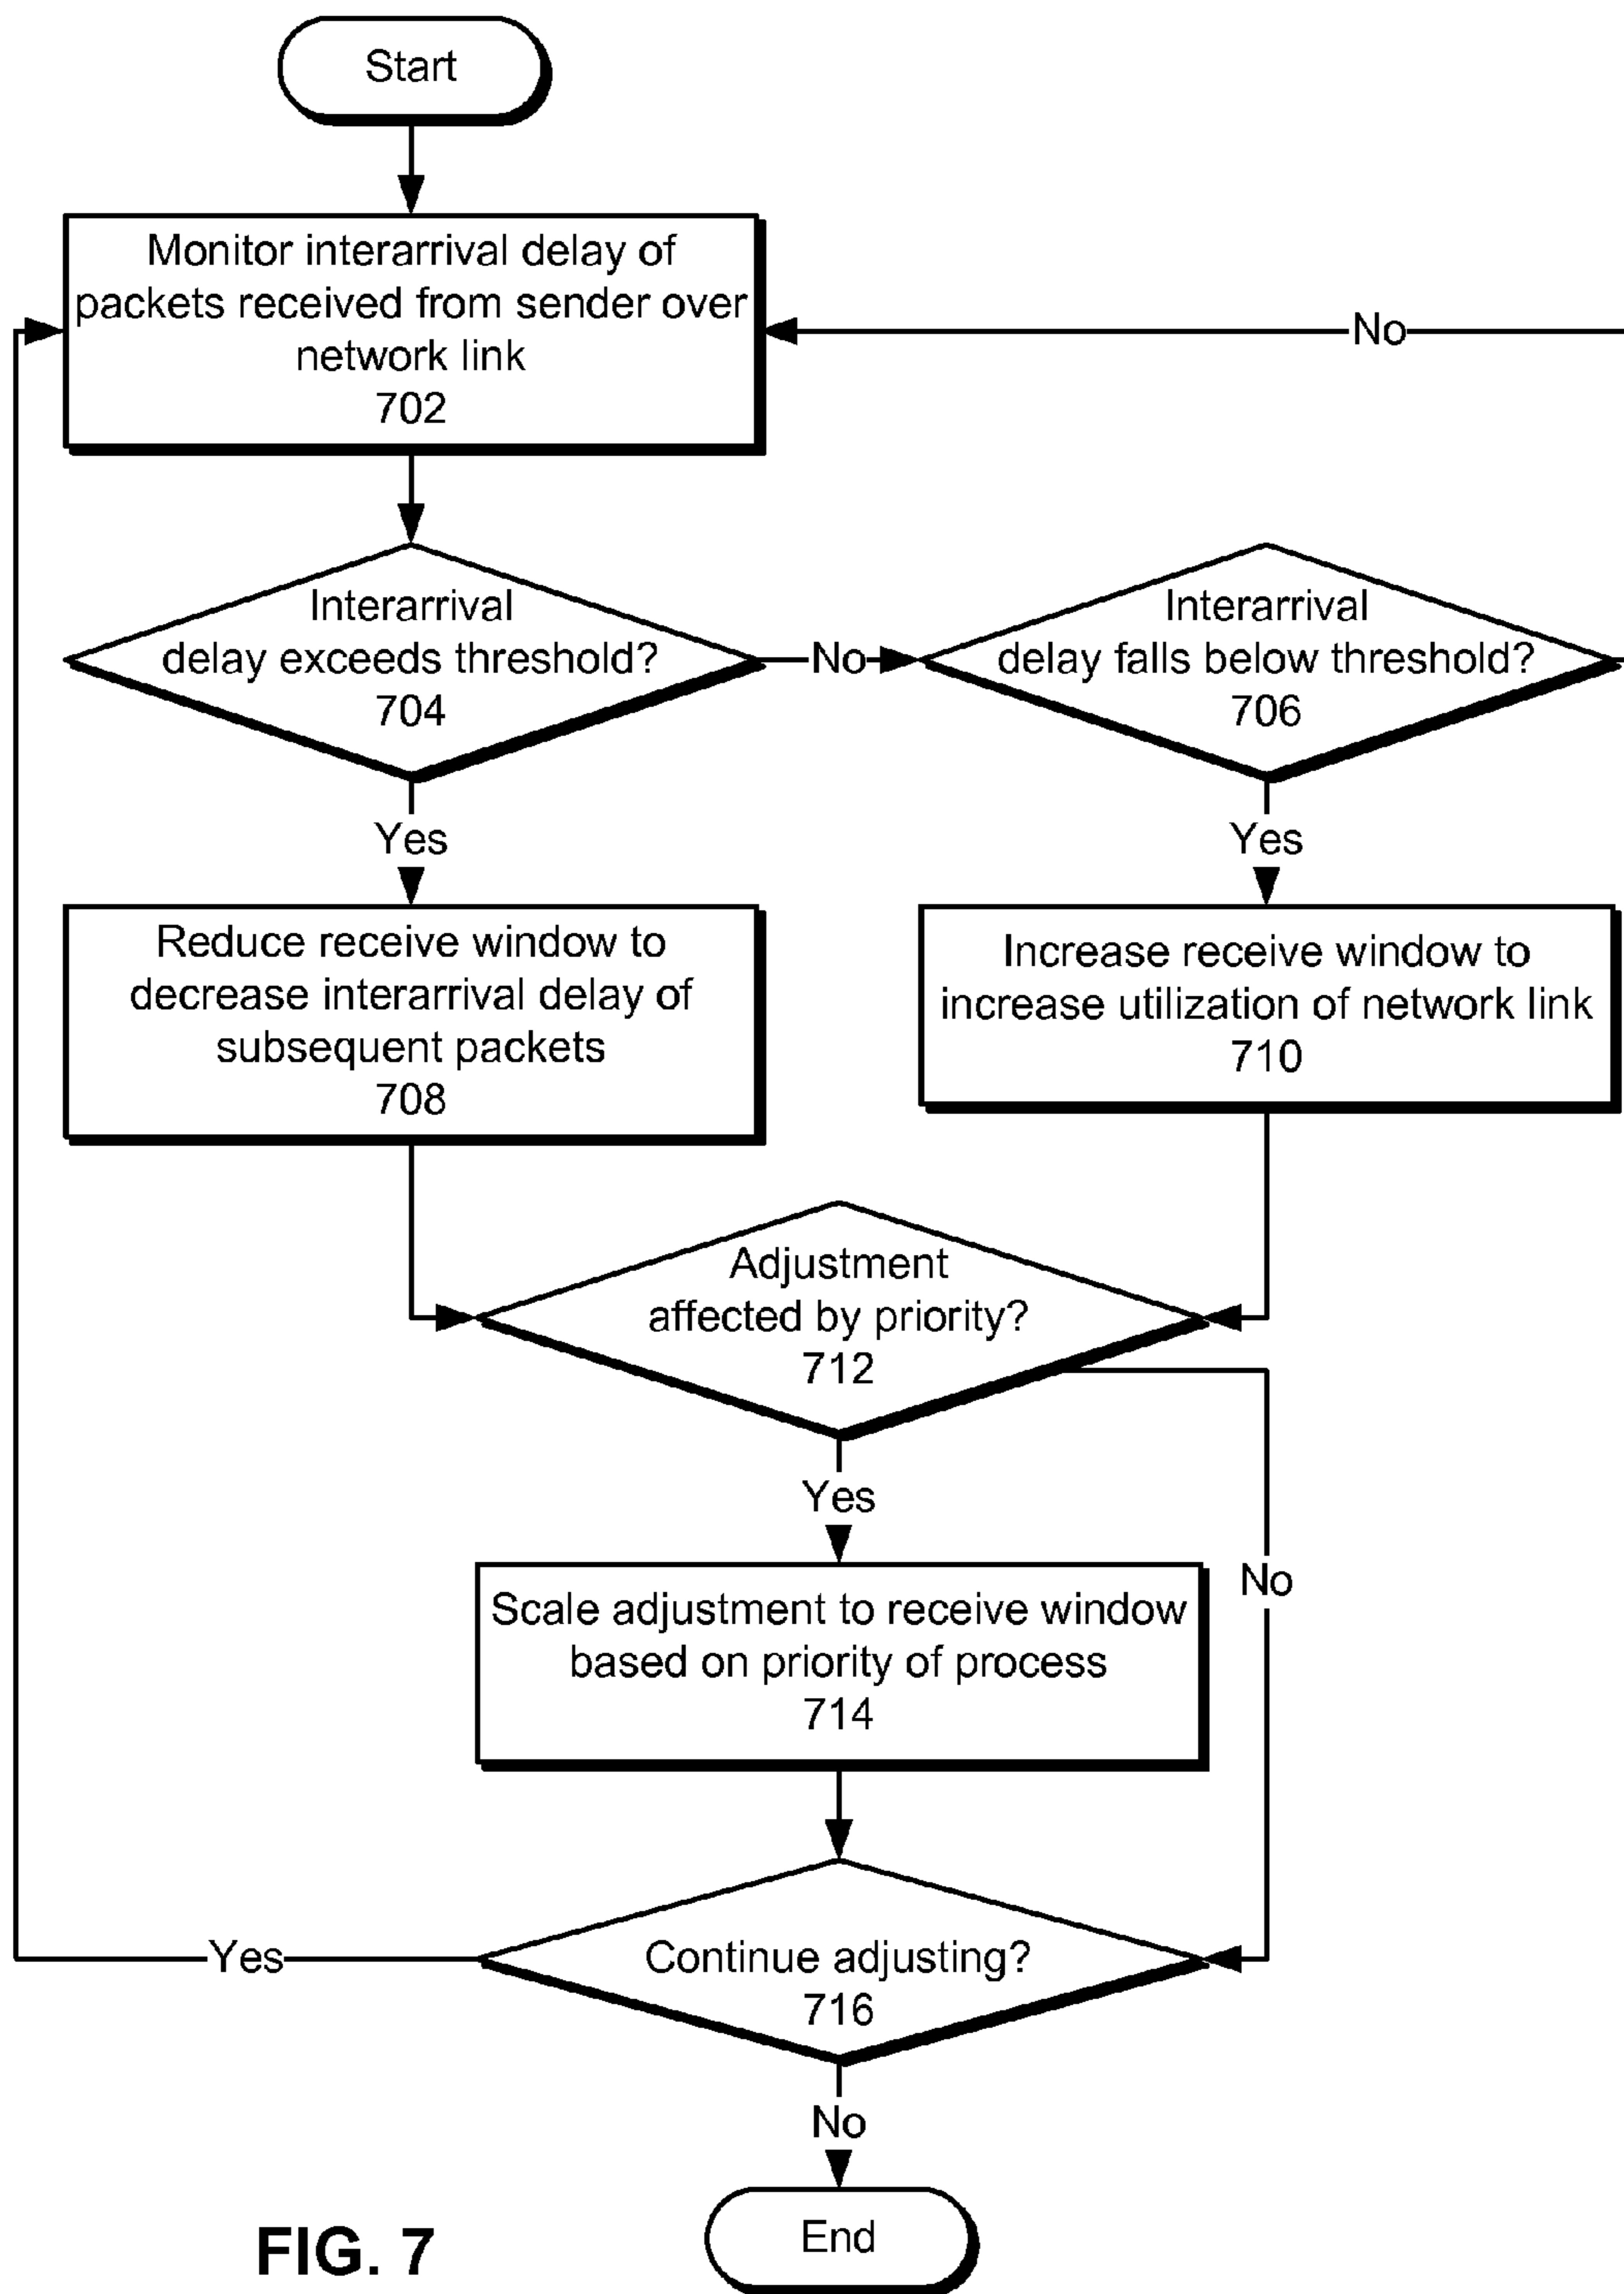 Start
Monitor interarrival delay of
packets received from sender over
network link
702
No
Interarrival
delay exceeds threshold?
704
No
Interarrival
delay falls below threshold?
706
Yes
Yes
Reduce receive window to
decrease interarrival delay of
subsequent packets
708
Increase receive window to
increase utilization of network link
710
Adjustment
affected by priority?
712
Yes
No
Scale adjustment to receive window
based on priority of process
714
Yes
Continue adjusting?
716
No
End
FIG. 7